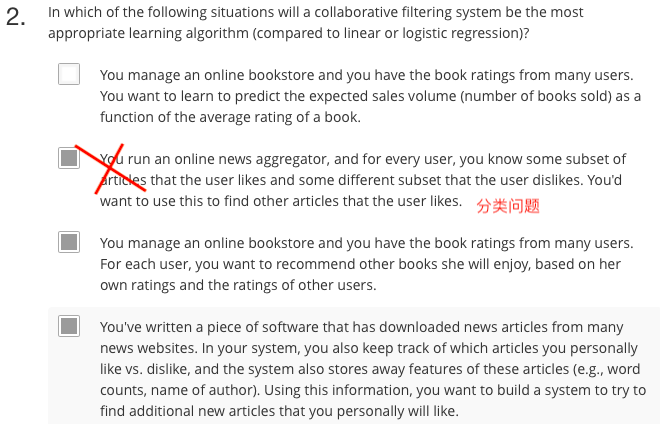 2. In which of the following situations will a collaborative filtering system be the most
appropriate learning algorithm (compared to linear or logistic regression)?
You manage an online bookstore and you have the book ratings from many users.
You want to learn to predict the expected sales volume (number of books sold) as a
function of the average rating of a book.
You run an online news aggregator, and for every user, you know some subset of
articles that the user likes and some different subset that the user dislikes. You'd
want to use this to find other articles that the user likes. 分类问题
You manage an online bookstore and you have the book ratings from many users.
For each user, you want to recommend other books she will enjoy, based on her
own ratings and the ratings of other users.
You've written a piece of software that has downloaded news articles from many
news websites. In your system, you also keep track of which articles you personally
like vs. dislike, and the system also stores away features of these articles (e.g., word
counts, name of author). Using this information, you want to build a system to try to
find additional new articles that you personally will like.